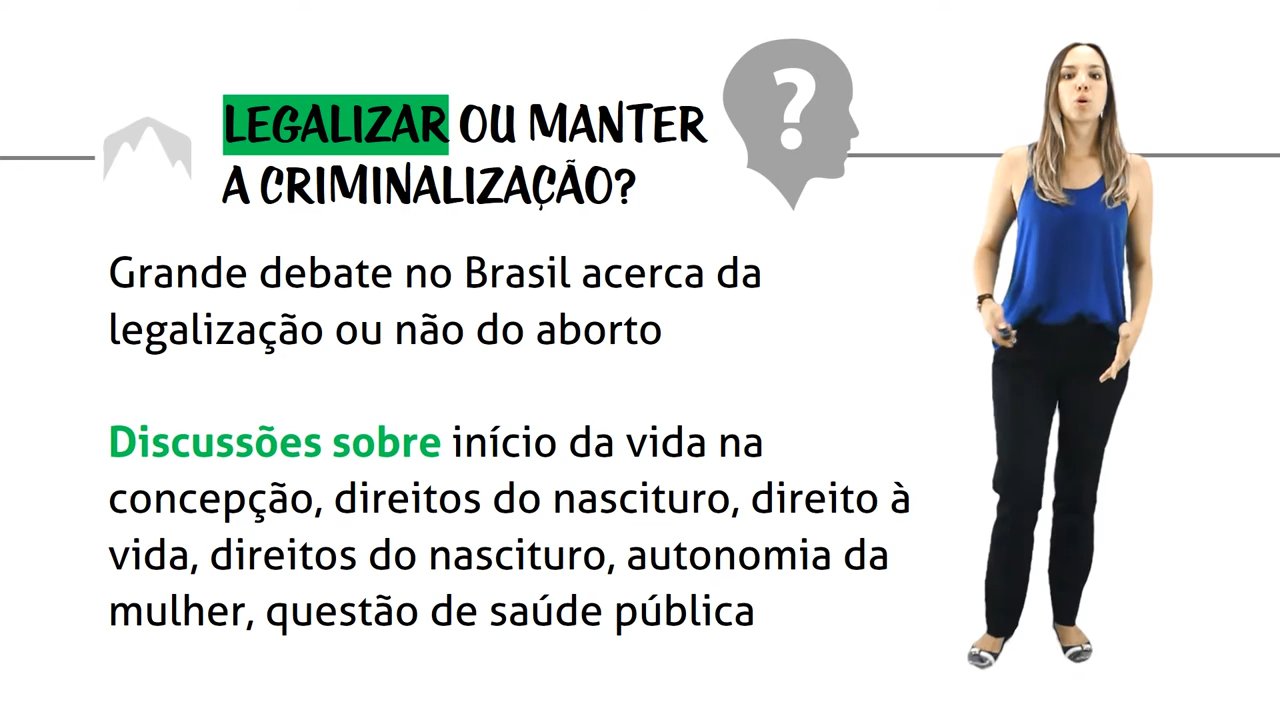 LEGALIZAR OU MANTER
A CRIMINALIZAÇÃO?
?
Grande debate no Brasil acerca da
legalização ou não do aborto
Discussões sobre início da vida na
concepção, direitos do nascituro, direito à
vida, direitos do nascituro, autonomia da
mulher, questão de saúde pública